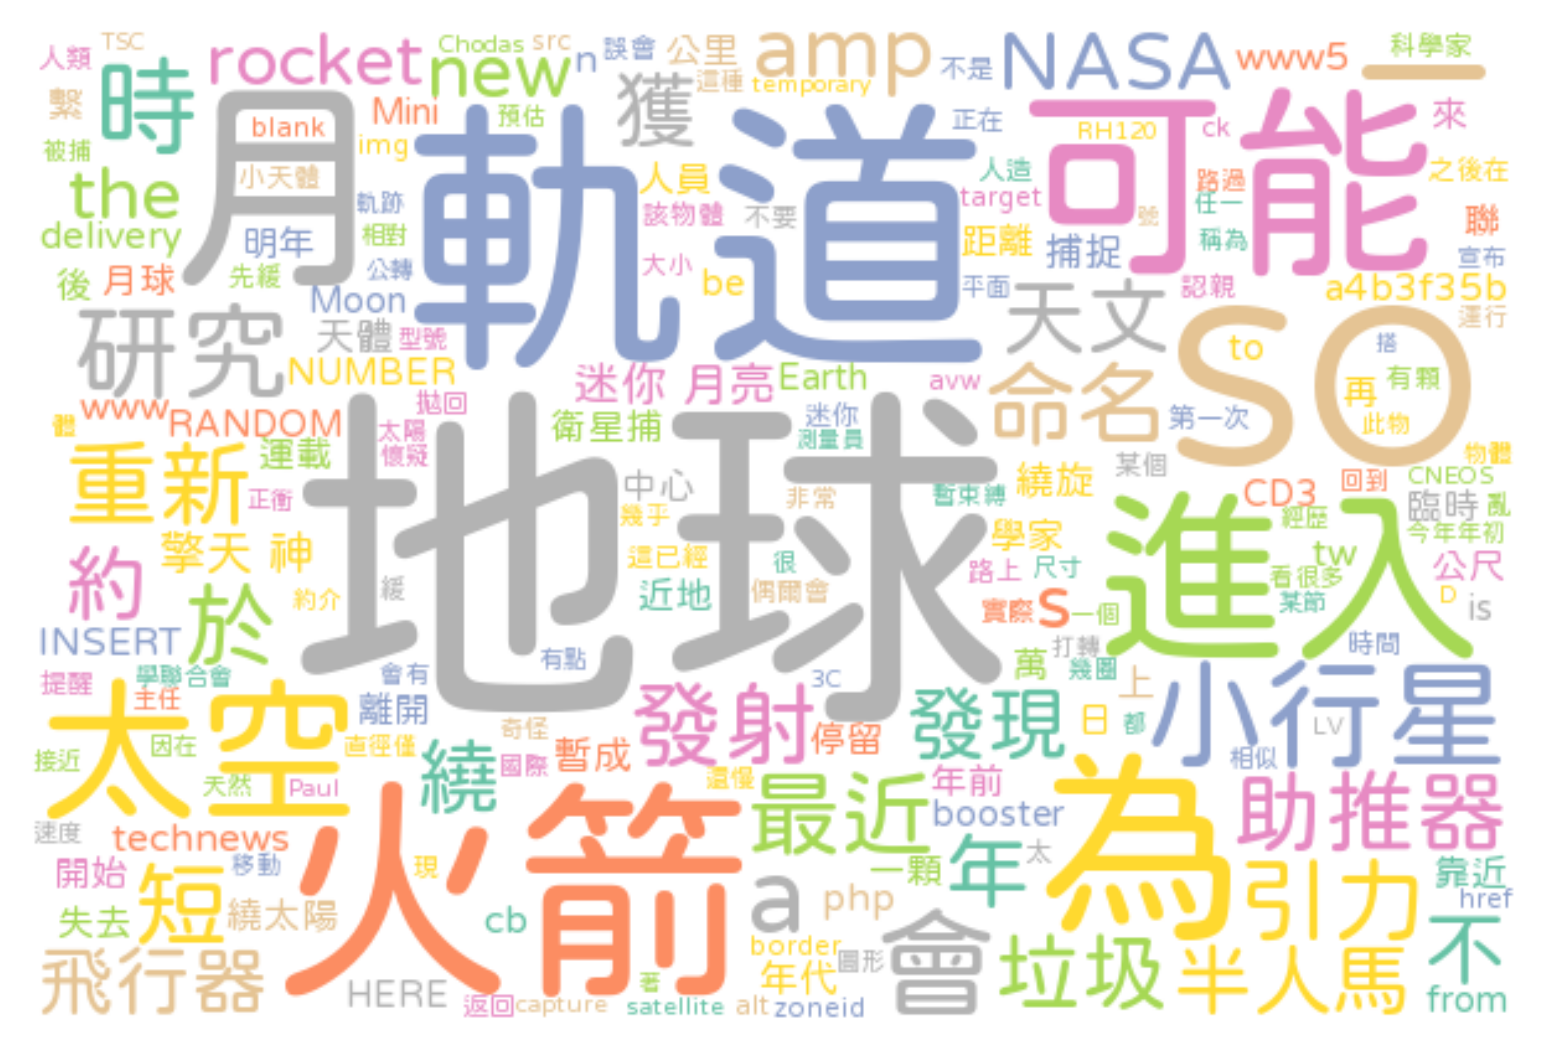 人類 TSC rocket Chodas src n 誤會 公里 amp 不是 NASA www5 科學家
繫 時 new 獲 這種 temporary 一
月 Mini 預估 正在 可能 RH120 ck 來
被捕 blank img 軌道
the 小天體 人員 人造 路過 之後在
軌跡 該物體 不要 target 號 任一 聯
delivery 明年 相對 距離 捕捉 稱為 宣布
後 月球 先緩 公轉 大小 be 平面 認親 a4b3f35b
研究 Moon 天文 SO 運行
天體 型號 to 搭
NUMBER 迷你 月亮 Earth avw 命名 再 有顆
www RANDOM 拋回 衛星捕 迷你 第一次 此物
體 太陽 測量員
重新 運載 懷疑 地球 某個 物體
正衝 中心 非常 暫束縛 繞旋 CD3 回到 CNEOS
幾乎 進入 經歷 臨時 亂
擎天 神 這已經 很 學家 tw 今年年初
約 緩 近地 偶爾會 路上 尺寸 看很多 公尺
於 約介 實際 S 一個 某節 D is
INSERT 有點 打轉 時間
提醒 學聯合會 會有 萬 幾圈
太空 主任 離開 發射 3C 發現 上 小行星
因在 奇怪 停留 日 都 LV
接近 直徑僅 繞 國際 暫成 相似
天然 Paul 還慢 年前 為 助推器
速度 technews 火箭 最近 booster
開始 短 移動 現 一顆 年 太 引力 靠近
失去 繞太陽 cb a php 會 href
飛行器 border 圓形 垃圾 半人馬 不
HERE 著 年代
返回 capture satellite alt zoneid from